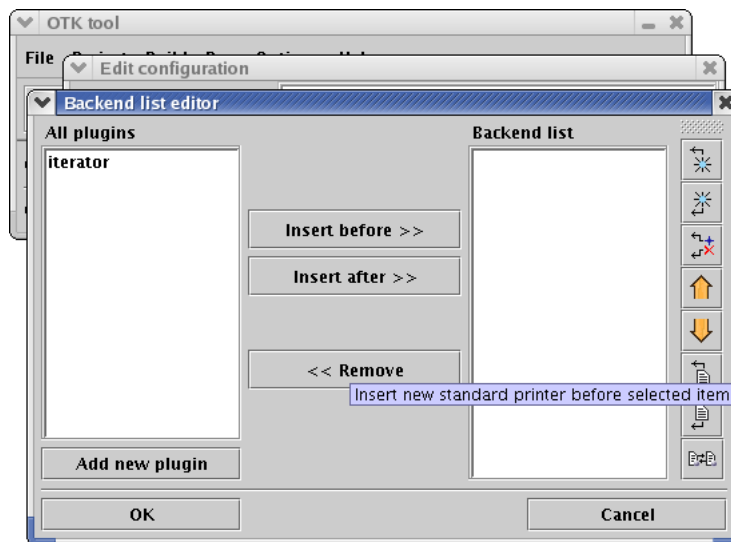 OTK tool
File
Edit configuration
Backend list editor
All plugins
Backend list
iterator
Insert before >>
Insert after >>
<< Remove
Insert new standard printer before selected item
Add new plugin
OK
Cancel